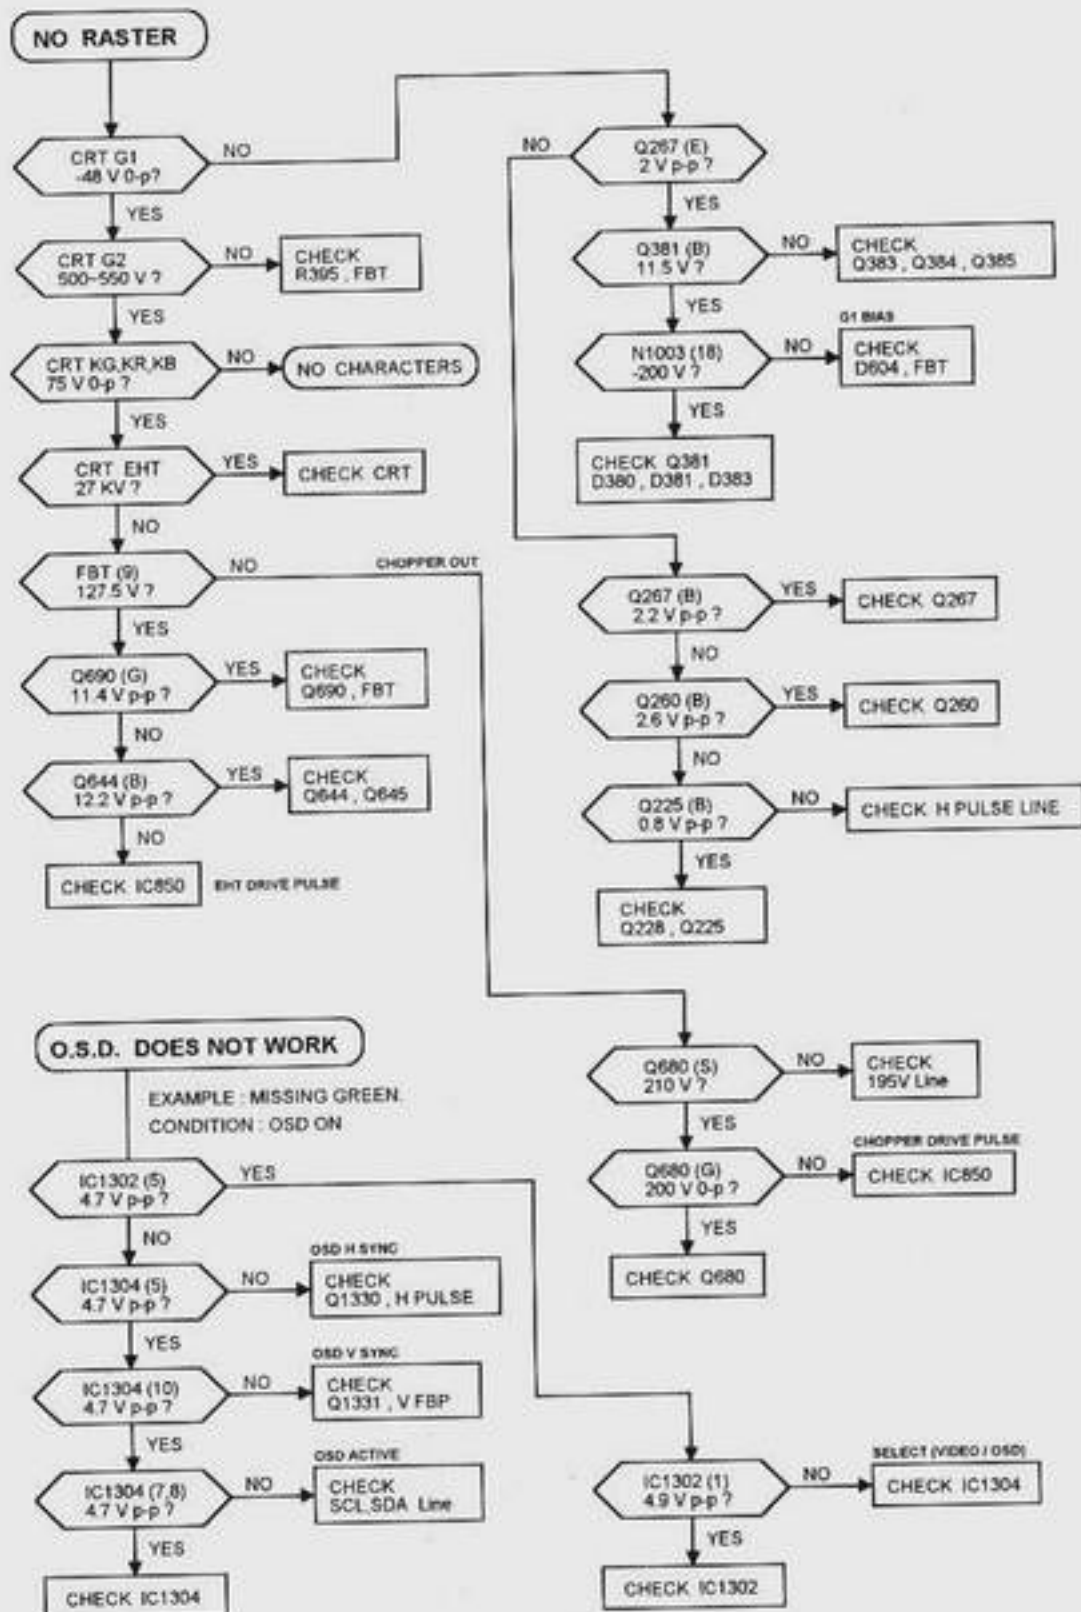 NO RASTER
CRT G1
-48 V 0-p?
NO
YES
CRT G2
500~550 V ?
NO
CHECK
R395 , FBT
YES
CRT KG,KR,KB
75 V 0-p ?
NO
NO CHARACTERS
YES
CRT EHT
27 KV ?
YES
CHECK CRT
NO
FBT (9)
127.5 V ?
NO
CHOPPER OUT
YES
Q690 (G)
11.4 V p-p ?
YES
CHECK
Q690 , FBT
NO
Q644 (B)
12.2 V p-p ?
YES
CHECK
Q644 , Q645
NO
CHECK IC850
EHT DRIVE PULSE
Q267 (E)
2 V p-p ?
NO
YES
Q381 (B)
11.5 V ?
NO
CHECK
Q383 , Q384 , Q385
YES
G1 BIAS
N1003 (18)
-200 V ?
NO
CHECK
D604 , FBT
YES
CHECK Q381
D380 , D381 , D383
Q267 (B)
2.2 V p-p ?
YES
CHECK Q267
NO
Q260 (B)
2.6 V p-p ?
YES
CHECK Q260
NO
Q225 (B)
0.8 V p-p ?
NO
CHECK H PULSE LINE
YES
CHECK
Q228 , Q225
Q680 (S)
210 V ?
NO
CHECK
195V Line
YES
CHOPPER DRIVE PULSE
Q680 (G)
200 V 0-p ?
NO
CHECK IC850
YES
CHECK Q680
O.S.D. DOES NOT WORK
EXAMPLE : MISSING GREEN.
CONDITION : OSD ON
IC1302 (5)
4.7 V p-p ?
YES
NO
OSD H SYNC
IC1304 (5)
4.7 V p-p ?
NO
CHECK
Q1330 , H PULSE
YES
OSD V SYNC
IC1304 (10)
4.7 V p-p ?
NO
CHECK
Q1331 , V FBP
YES
OSD ACTIVE
IC1304 (7,8)
4.7 V p-p ?
NO
CHECK
SCL,SDA Line
YES
CHECK IC1304
SELECT (VIDEO / OSD)
IC1302 (1)
4.9 V p-p ?
NO
CHECK IC1304
YES
CHECK IC1302